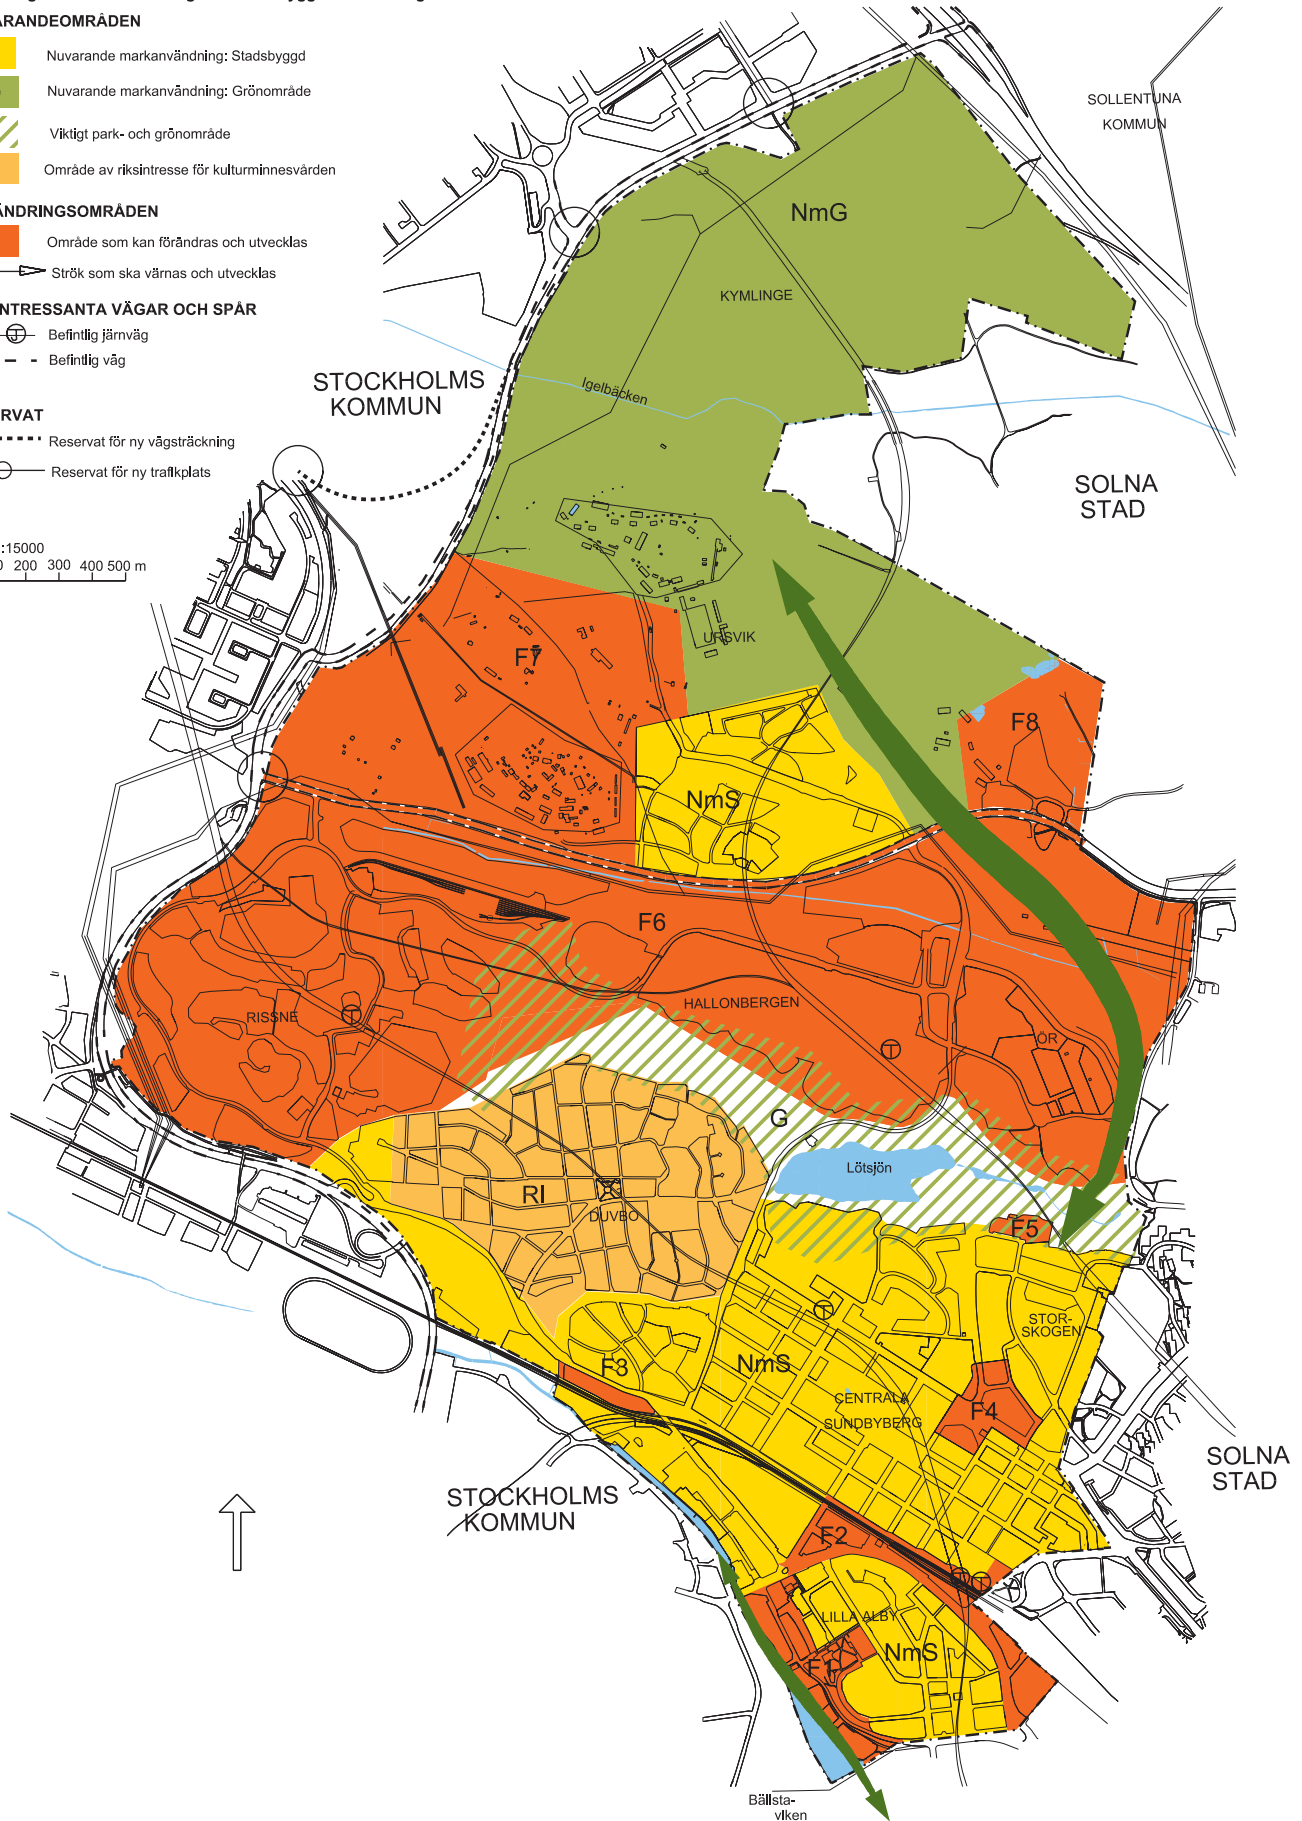 ARANDEOMRÅDEN
Nuvarande markanvändning: Stadsbyggd
Nuvarande markanvändning: Grönområde
Viktigt park- och grönområde
Område av riksintresse för kulturminnesvården
ÄNDRINGSOMRÅDEN
Område som kan förändras och utvecklas
Stråk som ska värnas och utvecklas
NTRESSANTA VÄGAR OCH SPÅR
J
Befintlig järnväg
Befintlig väg
RVAT
Reservat för ny vägsträckning
Reservat för ny trafikplats
:15000
0 200 300 400 500 m
SOLLENTUNA
KOMMUN
NmG
KYMLINGE
Igelbäcken
STOCKHOLMS
KOMMUN
SOLNA
STAD
URSVIK
F7
F8
NmS
F6
HALLONBERGEN
RISSNE
T
T
ÖR
G
Lötsjön
RI
DUVBO
F5
STOR-
SKOGEN
T
F3
NmS
CENTRALA
SUNDBYBERG
F4
SOLNA
STAD
STOCKHOLMS
KOMMUN
F2
T
J
LILLA ALBY
F1
NmS
Bällsta-
viken